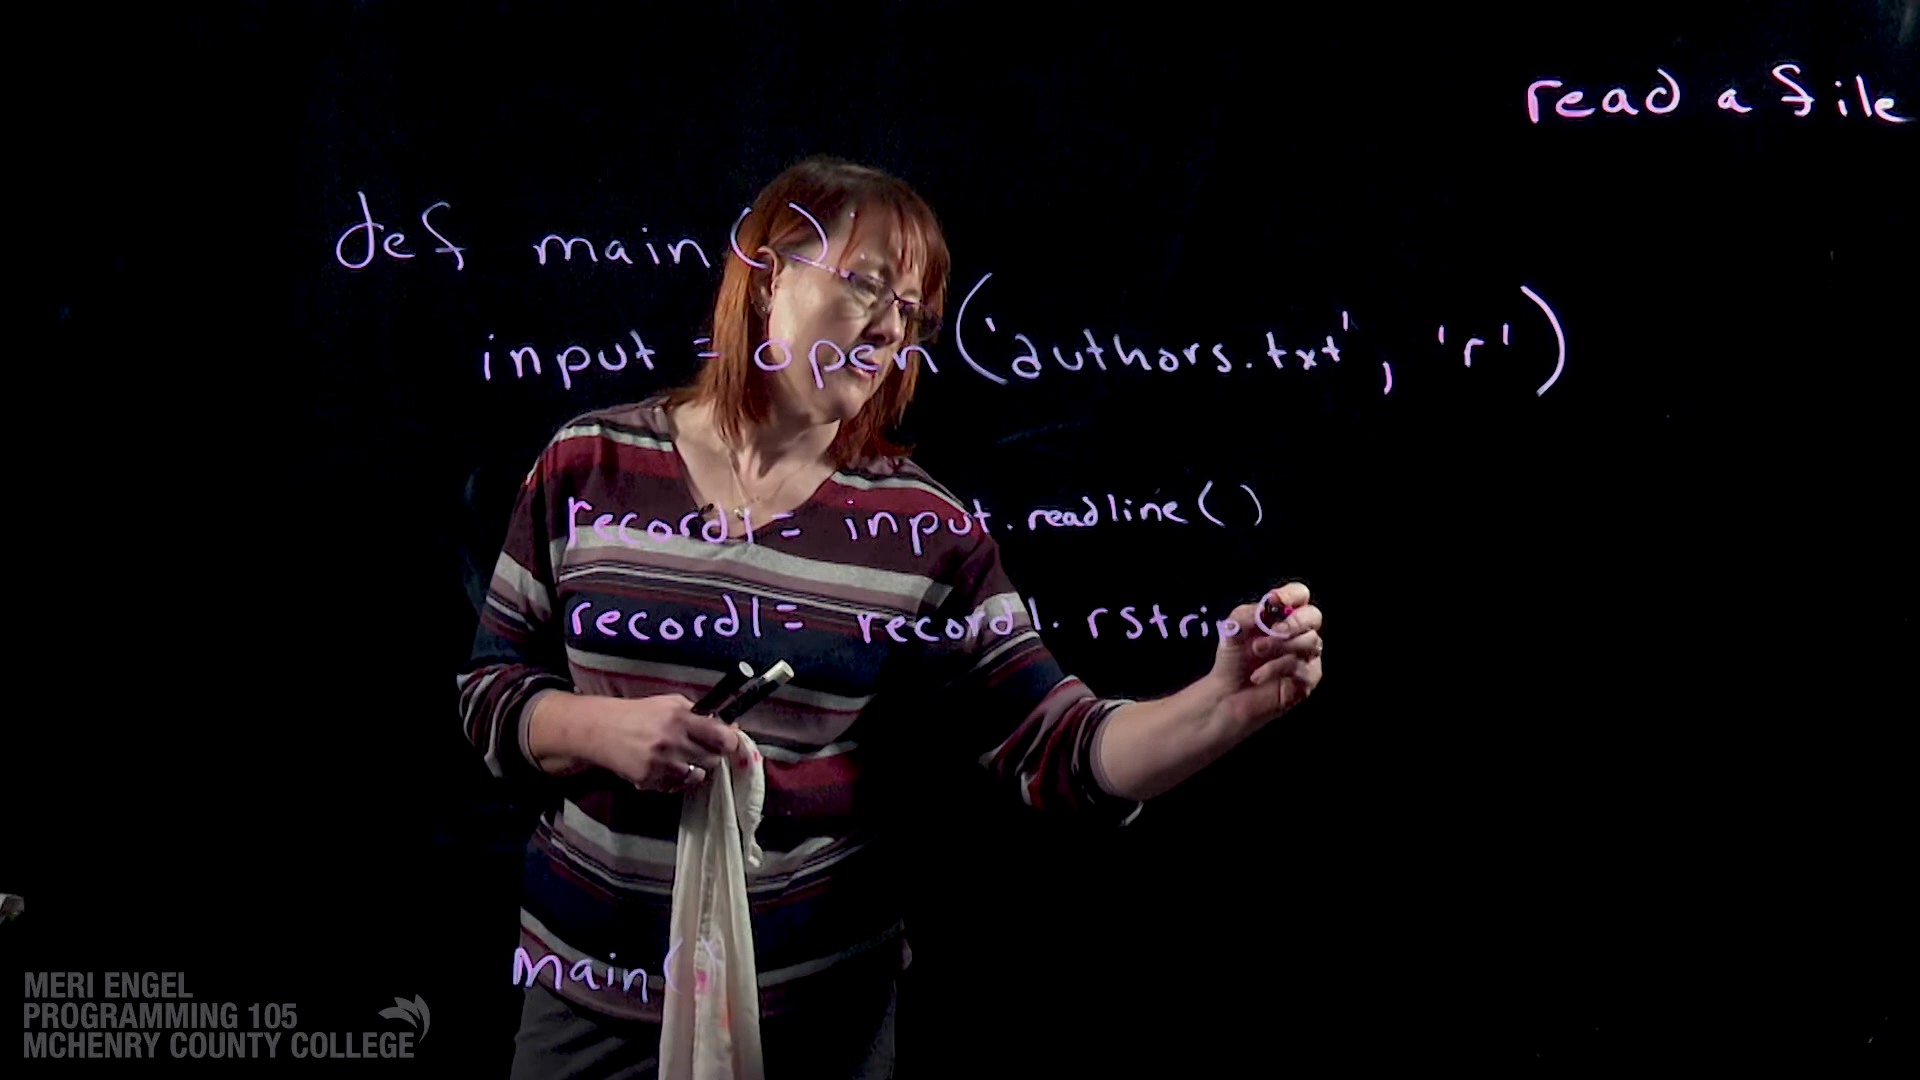 read a file
def main():
input = open('authors.txt', 'r')
record1 = input.readline()
record1 = record1.rstrip(
main()
MERI ENGEL
PROGRAMMING 105
MCHENRY COUNTY COLLEGE